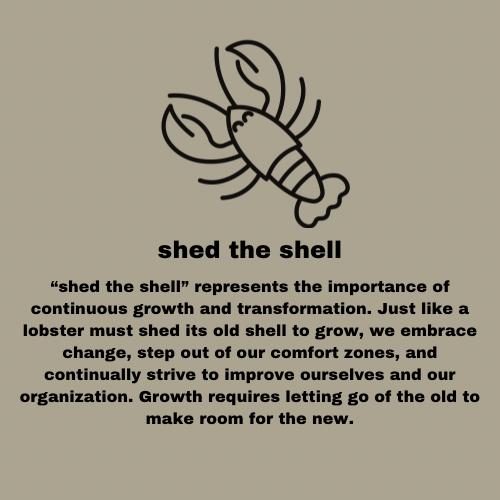 shed the shell
“shed the shell” represents the importance of
continuous growth and transformation. Just like a
lobster must shed its old shell to grow, we embrace
change, step out of our comfort zones, and
continually strive to improve ourselves and our
organization. Growth requires letting go of the old to
make room for the new.